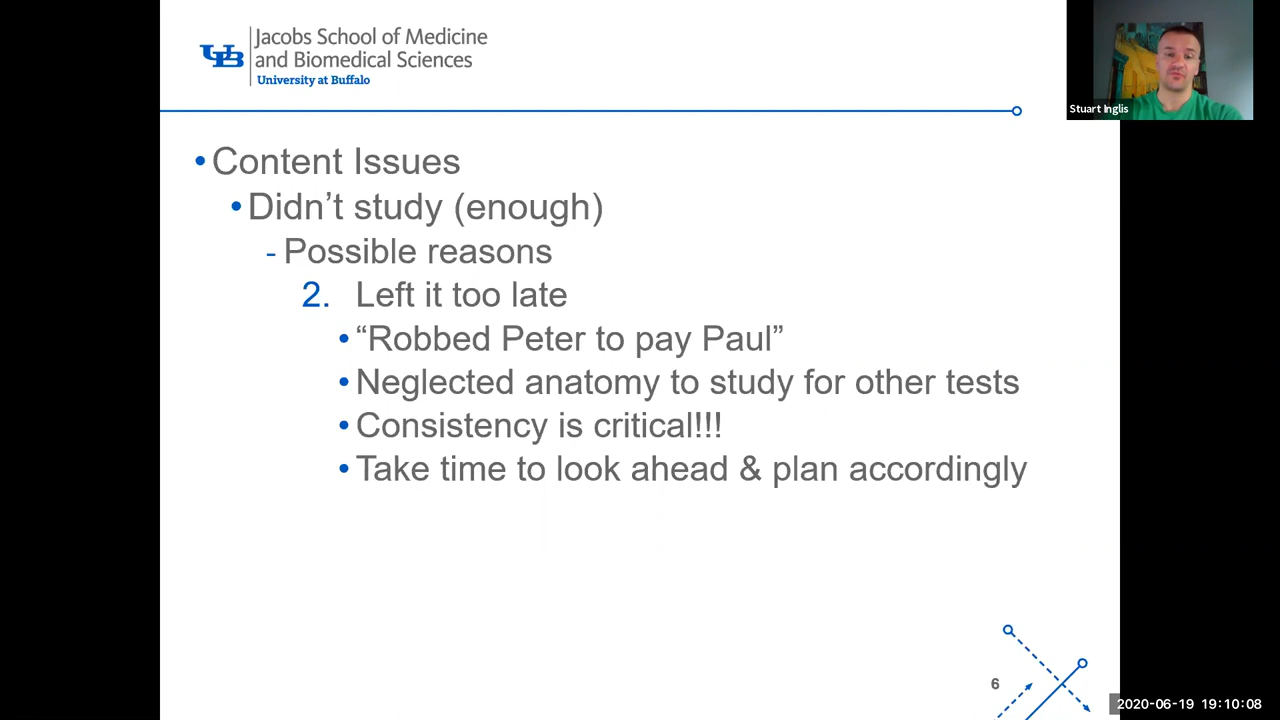 Jacobs School of Medicine
and Biomedical Sciences
UB
University at Buffalo
Stuart Inglis
• Content Issues
• Didn’t study (enough)
- Possible reasons
2. Left it too late
• “Robbed Peter to pay Paul”
• Neglected anatomy to study for other tests
• Consistency is critical!!!
• Take time to look ahead & plan accordingly
6
2020-06-19 19:10:08